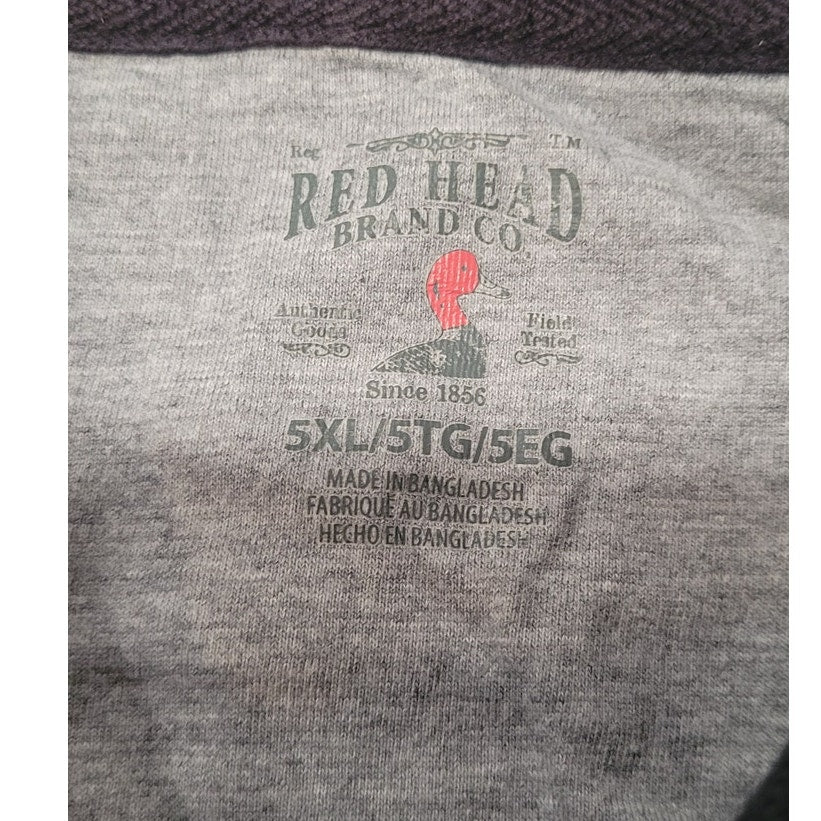 Reg. TM
RED HEAD
BRAND CO.
Authentic
Goods
Field
Tested
Since 1856
5XL/5TG/5EG
MADE IN BANGLADESH
FABRIQUÉ AU BANGLADESH
HECHO EN BANGLADESH